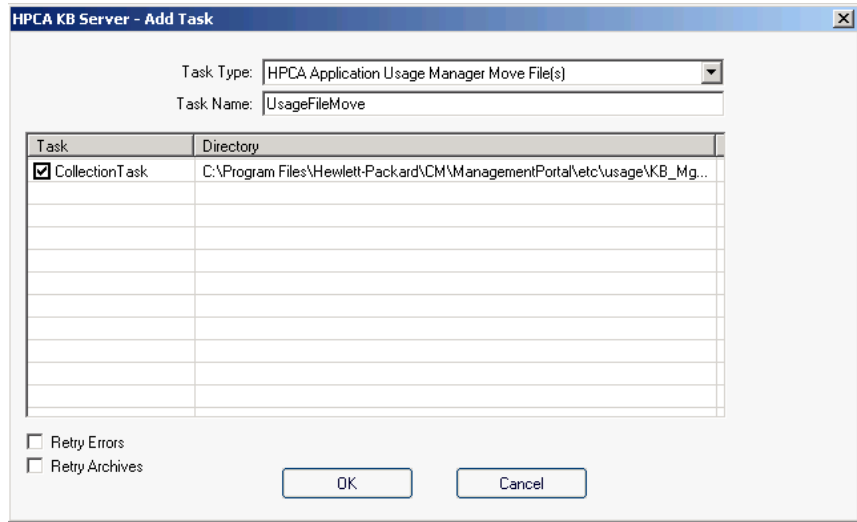 HPCA KB Server - Add Task
Task Type: HPCA Application Usage Manager Move File(s)
Task Name: UsageFileMove
Task Directory
CollectionTask C:\Program Files\Hewlett-Packard\CM\ManagementPortal\etc\usage\KB_Mg...
Retry Errors
Retry Archives
OK Cancel